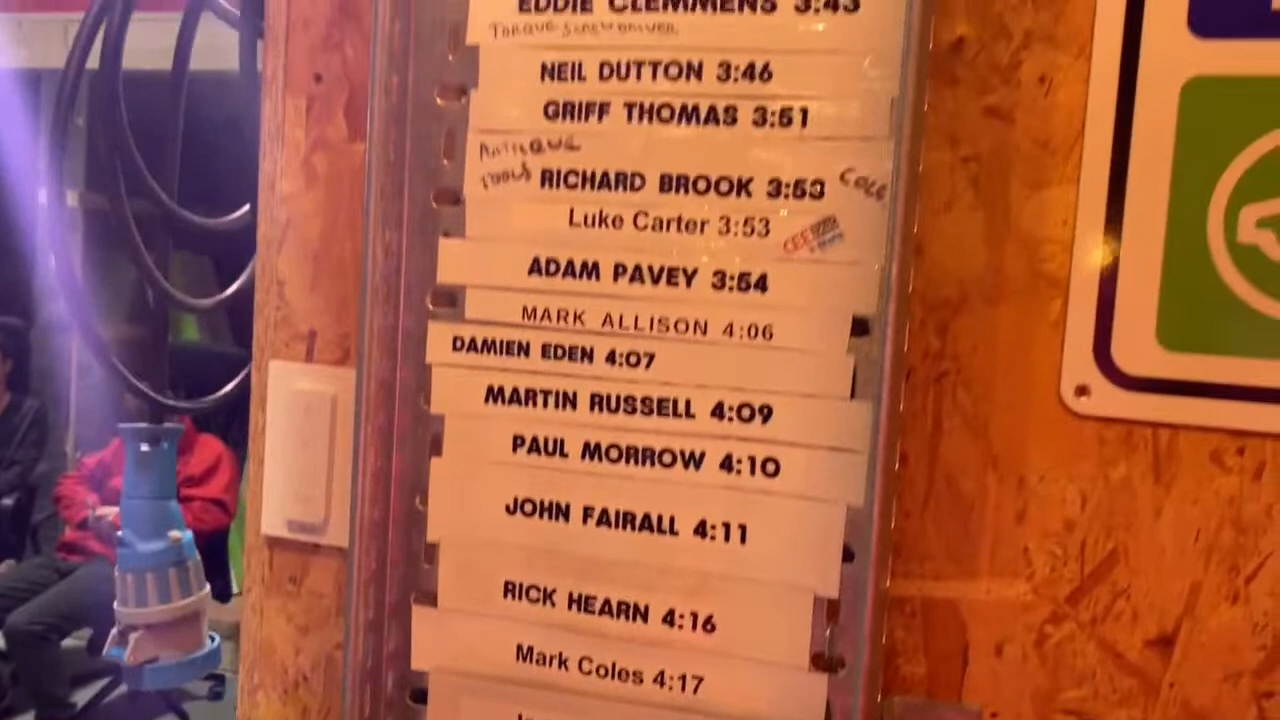 EDDIE CLEMMENS 3:43
TORQUE SCREWDRIVER
NEIL DUTTON 3:46
GRIFF THOMAS 3:51
ANTIQUE
TOOLS RICHARD BROOK 3:53
Luke Carter 3:53
CEE
ADAM PAVEY 3:54
MARK ALLISON 4:06
DAMIEN EDEN 4:07
MARTIN RUSSELL 4:09
PAUL MORROW 4:10
JOHN FAIRALL 4:11
RICK HEARN 4:16
Mark Coles 4:17